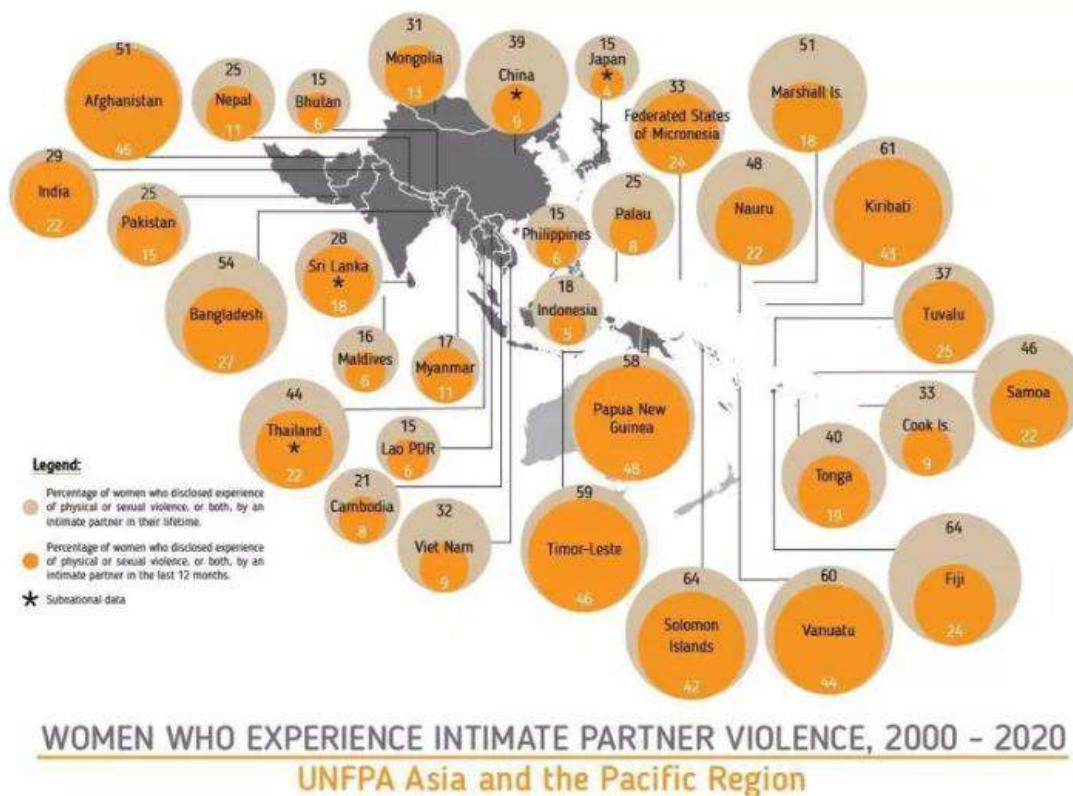 51
Afghanistan
46
25
Nepal
11
15
Bhutan
6
31
Mongolia
13
39
China
*
9
15
Japan
*
4
33
Federated States
of Micronesia
24
51
Marshall Is.
18
29
India
22
25
Pakistan
15
54
Bangladesh
27
28
Sri Lanka
*
18
16
Maldives
6
17
Myanmar
11
15
Philippines
6
25
Palau
8
48
Nauru
22
61
Kiribati
43
18
Indonesia
5
37
Tuvalu
25
44
Thailand
*
22
15
Lao PDR
6
21
Cambodia
8
32
Viet Nam
9
58
Papua New
Guinea
48
59
Timor-Leste
46
46
Samoa
22
33
Cook Is.
9
40
Tonga
19
64
Solomon
Islands
42
60
Vanuatu
44
64
Fiji
24
Legend:
Percentage of women who disclosed experience
of physical or sexual violence, or both, by an
intimate partner in their lifetime.
Percentage of women who disclosed experience
of physical or sexual violence, or both, by an
intimate partner in the last 12 months.
* Subnational data
WOMEN WHO EXPERIENCE INTIMATE PARTNER VIOLENCE, 2000 - 2020
UNFPA Asia and the Pacific Region